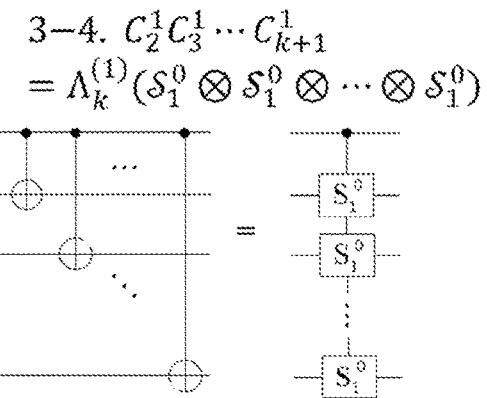 3−4. C₂¹C₃¹ ⋯ C¹ₖ₊₁
= Λₖ⁽¹⁾(S₁⁰ ⊗ S₁⁰ ⊗ ⋯ ⊗ S₁⁰)
⋯
S₁⁰
=
S₁⁰
⋱
⋮
S₁⁰